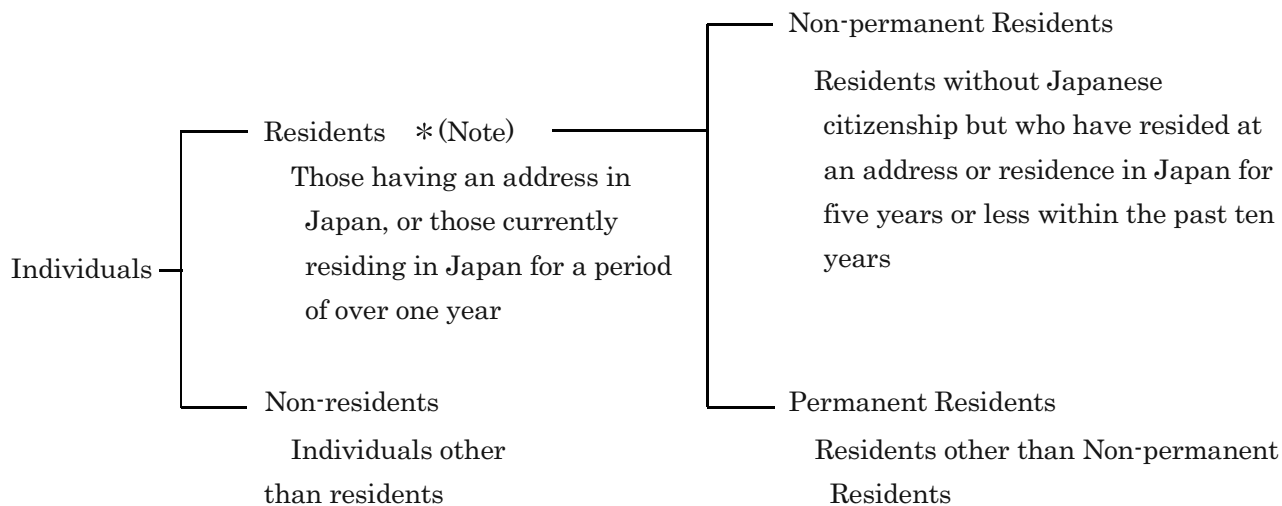 Individuals
Residents *(Note)
Those having an address in
Japan, or those currently
residing in Japan for a period
of over one year
Non-residents
Individuals other
than residents
Non-permanent Residents
Residents without Japanese
citizenship but who have resided at
an address or residence in Japan for
five years or less within the past ten
years
Permanent Residents
Residents other than Non-permanent
Residents